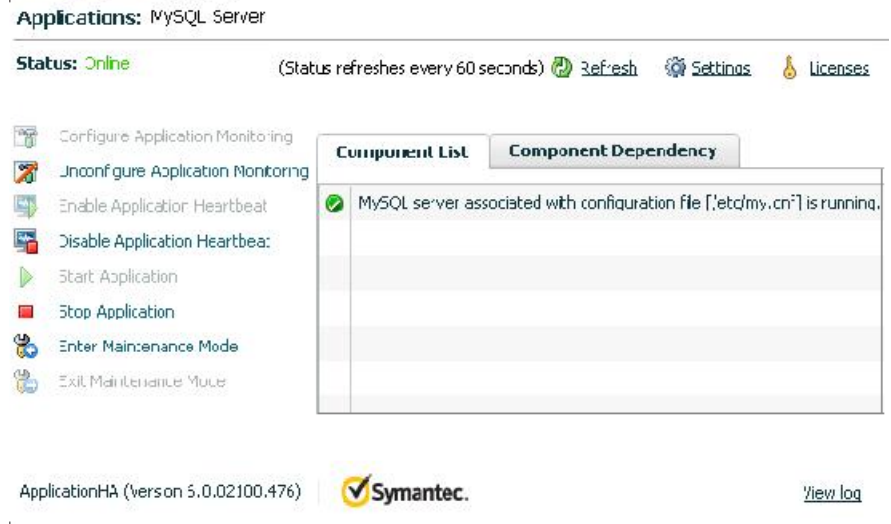 Applications: MySQL Server
Status: Online
(Status refreshes every 60 seconds) Refresh Settings Licenses
Configure Application Monitoring
Unconfigure Application Monitoring
Enable Application Heartbeat
Disable Application Heartbeat
Start Application
Stop Application
Enter Maintenance Mode
Exit Maintenance Mode
Component List Component Dependency
MySQL server associated with configuration file ['/etc/my.cnf'] is running.
ApplicationHA (Version 6.0.02100.476)
Symantec.
View log